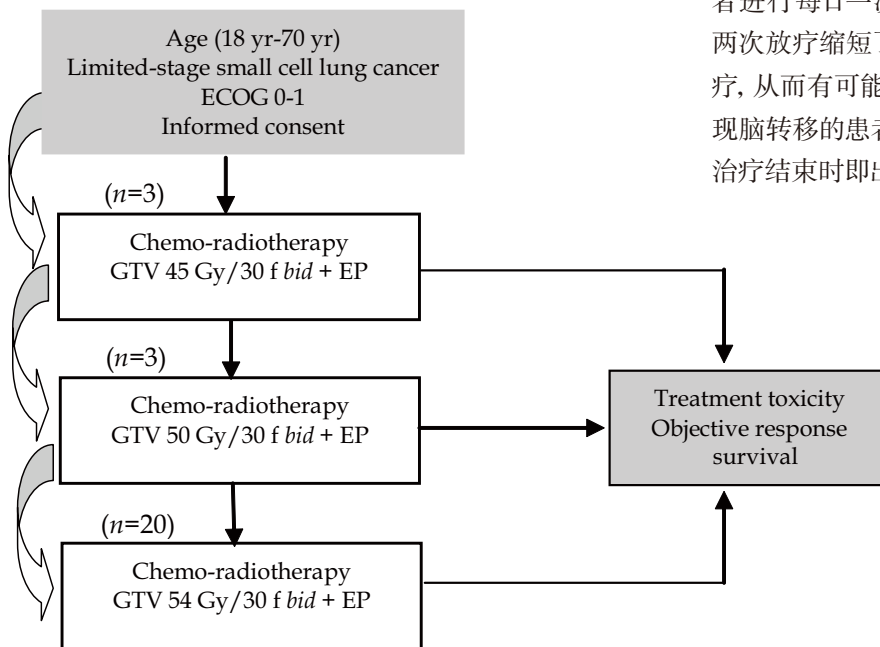 Age (18 yr-70 yr)
Limited-stage small cell lung cancer
ECOG 0-1
Informed consent
(n=3)
Chemo-radiotherapy
GTV 45 Gy/30 f bid + EP
(n=3)
Chemo-radiotherapy
GTV 50 Gy/30 f bid + EP
(n=20)
Chemo-radiotherapy
GTV 54 Gy/30 f bid + EP
Treatment toxicity
Objective response
survival
者进行每日一
两次放疗缩短
疗, 从而有可能
现脑转移的患
治疗结束时即